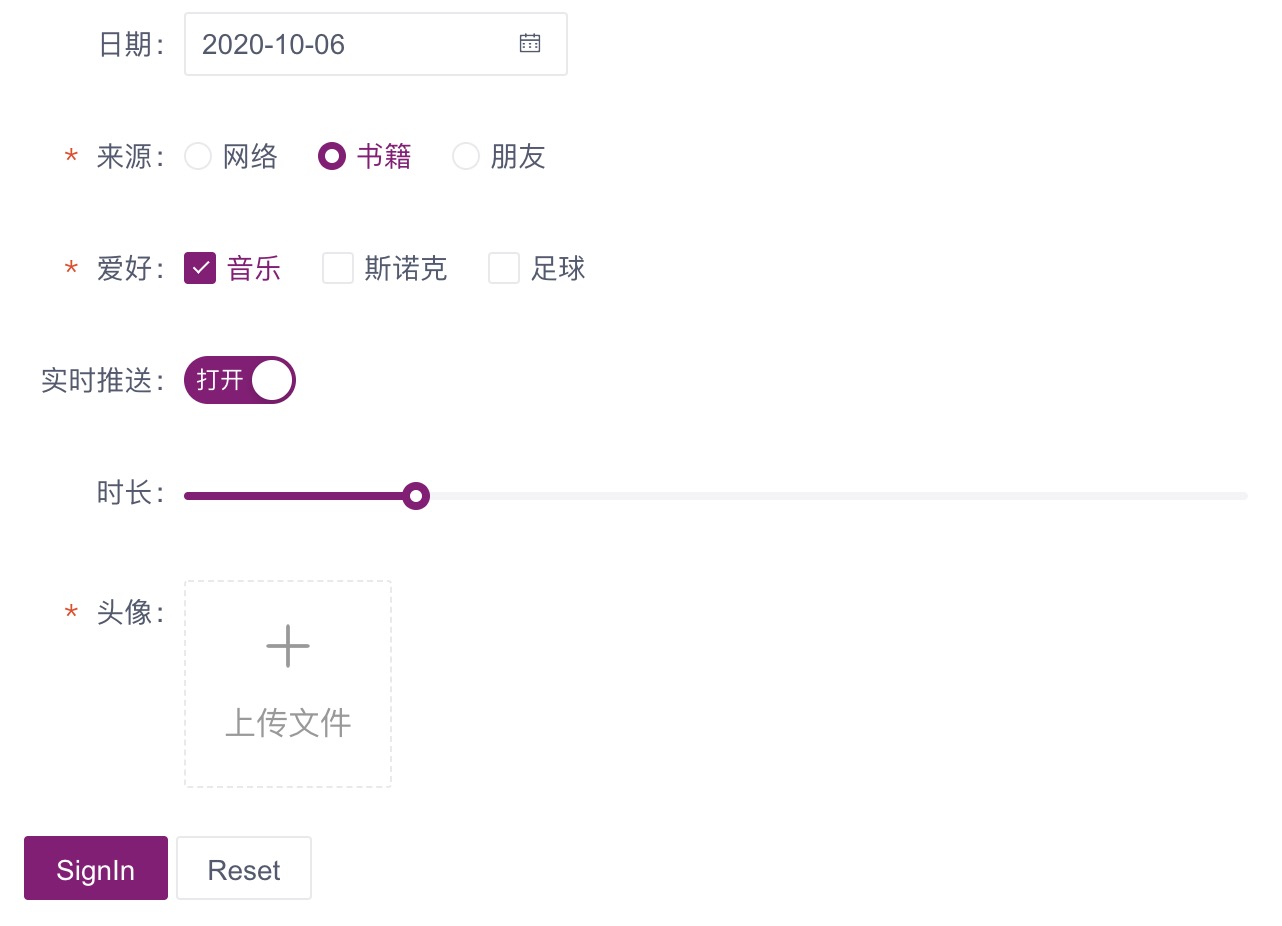 日期： 2020-10-06
* 来源： 网络 书籍 朋友
* 爱好： 音乐 斯诺克 足球
实时推送： 打开
时长：
* 头像：
上传文件
SignIn Reset